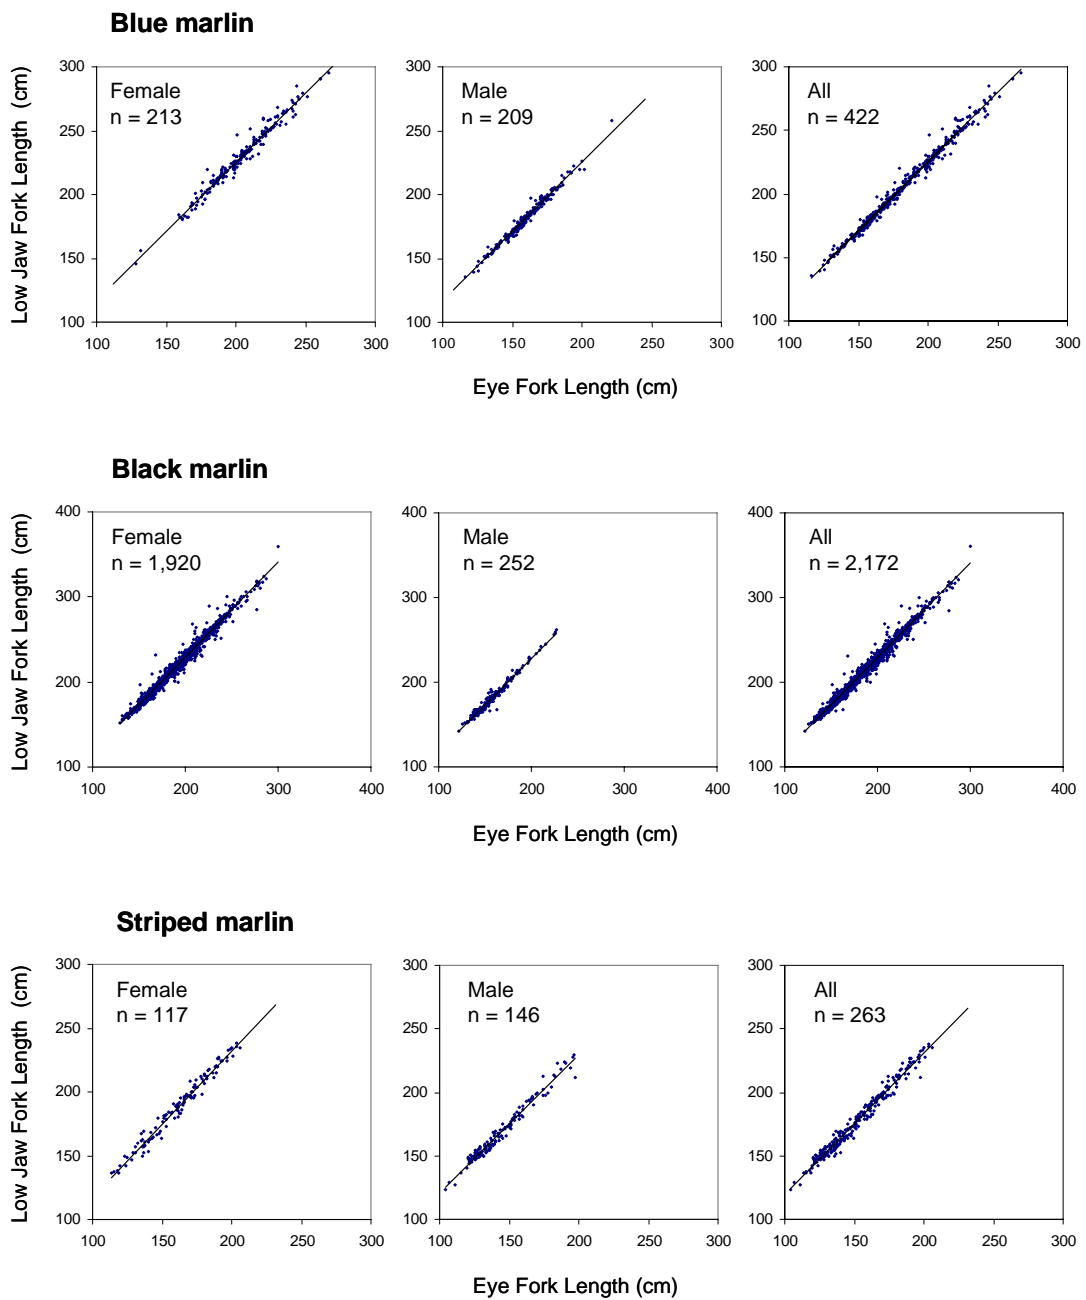 Blue marlin
Low Jaw Fork Length (cm)
300
250
200
150
100
Female
n = 213
100 150 200 250 300
300
250
200
150
100
Male
n = 209
100 150 200 250 300
300
250
200
150
100
All
n = 422
100 150 200 250 300
Eye Fork Length (cm)
Black marlin
Low Jaw Fork Length (cm)
400
300
200
100
Female
n = 1,920
100 200 300 400
400
300
200
100
Male
n = 252
100 200 300 400
400
300
200
100
All
n = 2,172
100 200 300 400
Eye Fork Length (cm)
Striped marlin
Low Jaw Fork Length (cm)
300
250
200
150
100
Female
n = 117
100 150 200 250 300
300
250
200
150
100
Male
n = 146
100 150 200 250 300
300
250
200
150
100
All
n = 263
100 150 200 250 300
Eye Fork Length (cm)